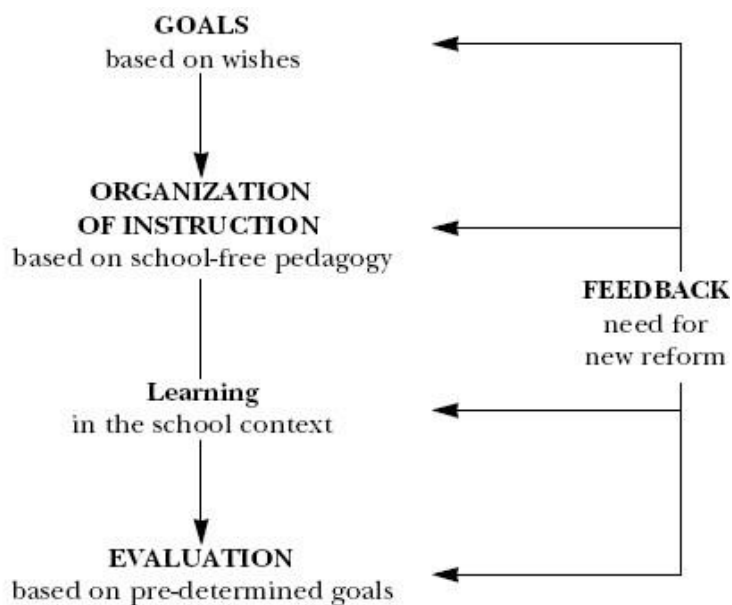 GOALS
based on wishes
ORGANIZATION
OF INSTRUCTION
based on school-free pedagogy
FEEDBACK
need for
new reform
Learning
in the school context
EVALUATION
based on pre-determined goals